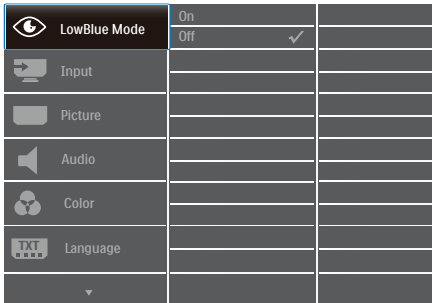 LowBlue Mode
On
Off
Input
Picture
Audio
Color
TXT
Language